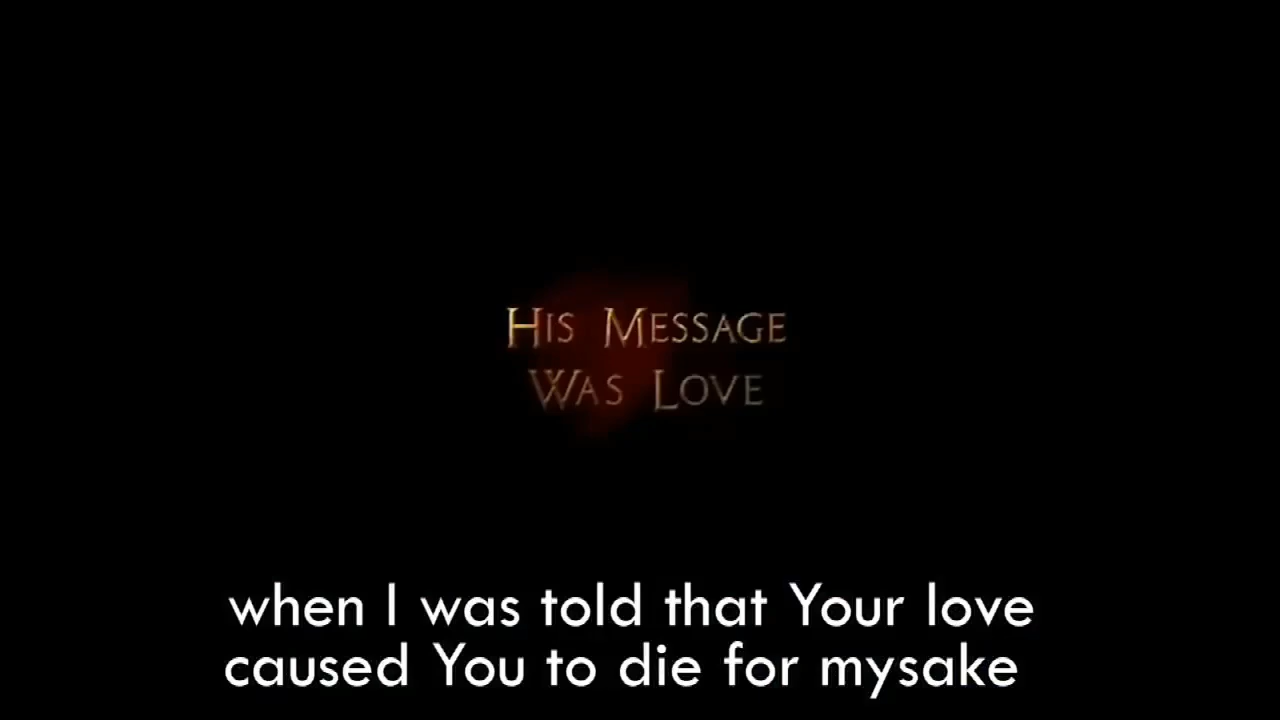 His Message
Was Love
when I was told that Your love
caused You to die for mysake